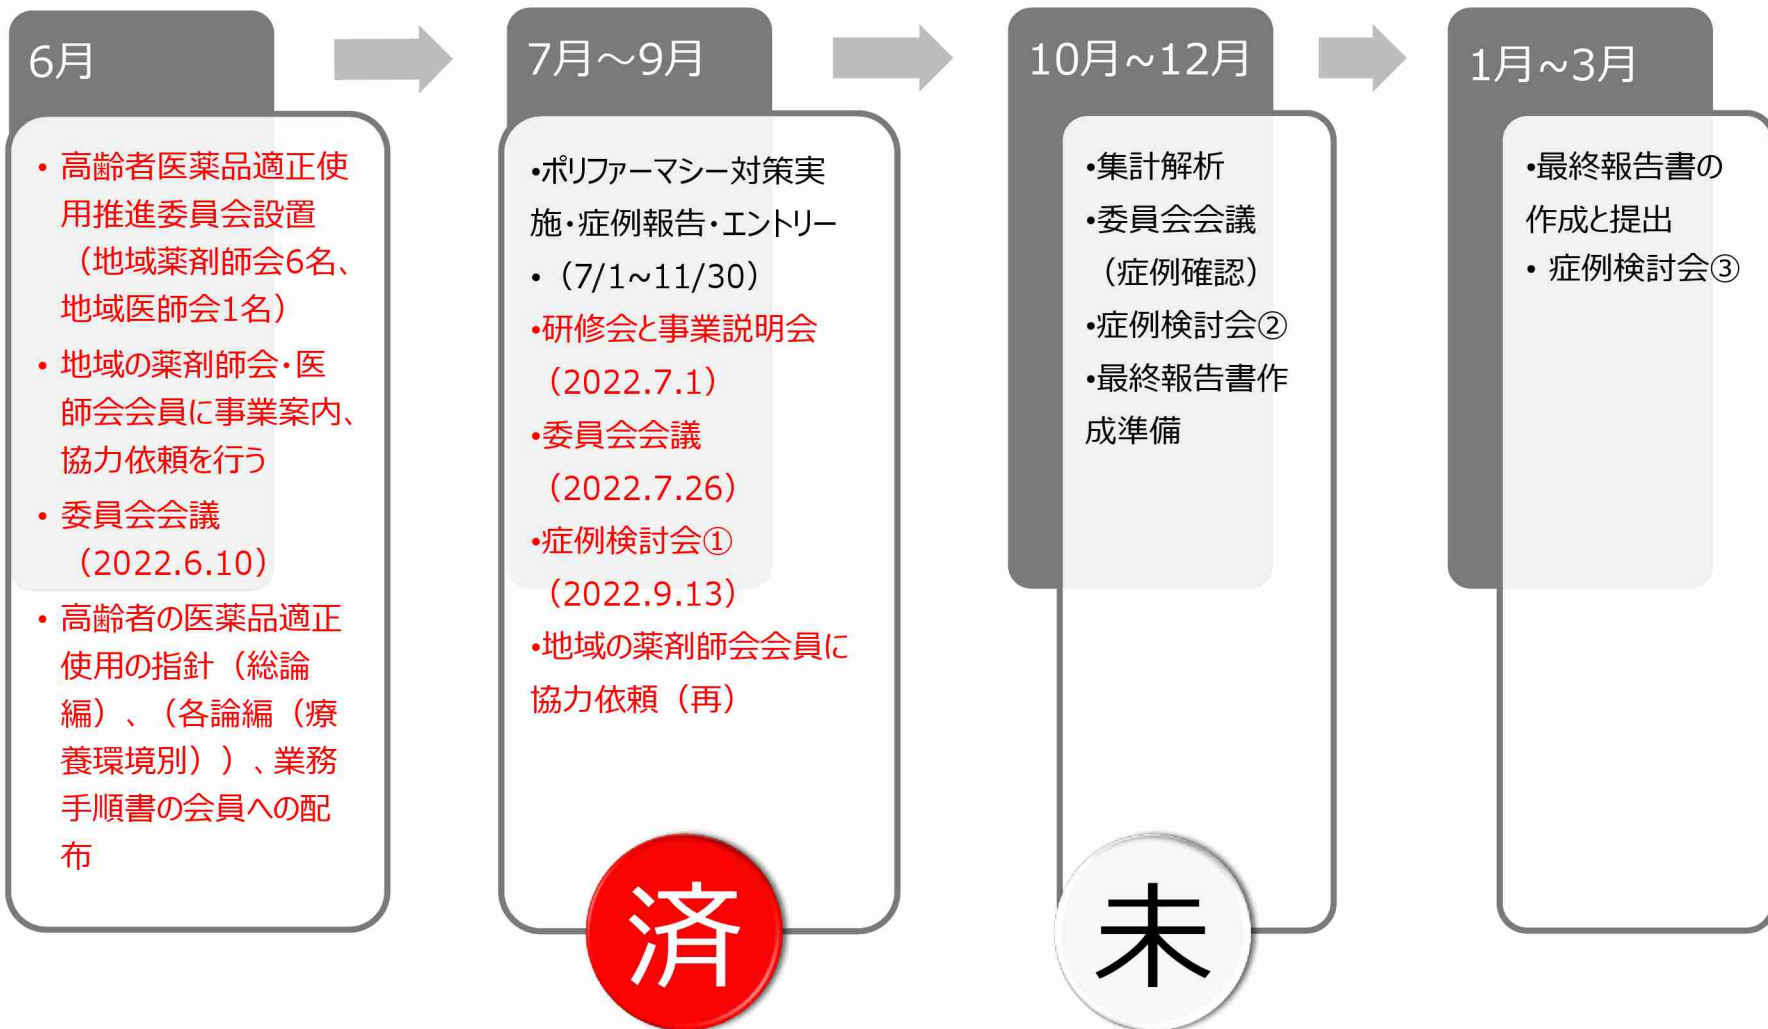 6月
• 高齢者医薬品適正使
用推進委員会設置
（地域薬剤師会6名、
地域医師会1名）
• 地域の薬剤師会・医
師会会員に事業案内、
協力依頼を行う
• 委員会会議
（2022.6.10）
• 高齢者の医薬品適正
使用の指針（総論
編）、（各論編（療
養環境別））、業務
手順書の会員への配
布
7月～9月
•ポリファーマシー対策実
施・症例報告・エントリー
•（7/1~11/30）
•研修会と事業説明会
（2022.7.1）
•委員会会議
（2022.7.26）
•症例検討会①
（2022.9.13）
•地域の薬剤師会会員に
協力依頼（再）
済
10月~12月
•集計解析
•委員会会議
（症例確認）
•症例検討会②
•最終報告書作
成準備
未
1月~3月
•最終報告書の
作成と提出
• 症例検討会③